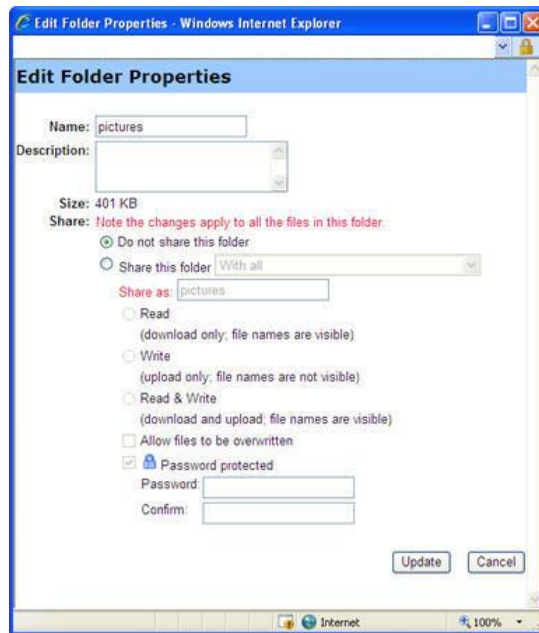 Edit Folder Properties - Windows Internet Explorer
Edit Folder Properties
Name: pictures
Description:
Size: 401 KB
Share: Note the changes apply to all the files in this folder
Do not share this folder
Share this folder With all
Share as: pictures
Read
(download only; file names are visible)
Write
(upload only; file names are not visible)
Read & Write
(download and upload; file names are visible)
Allow files to be overwritten
Password protected
Password:
Confirm:
Update Cancel
Internet 100%